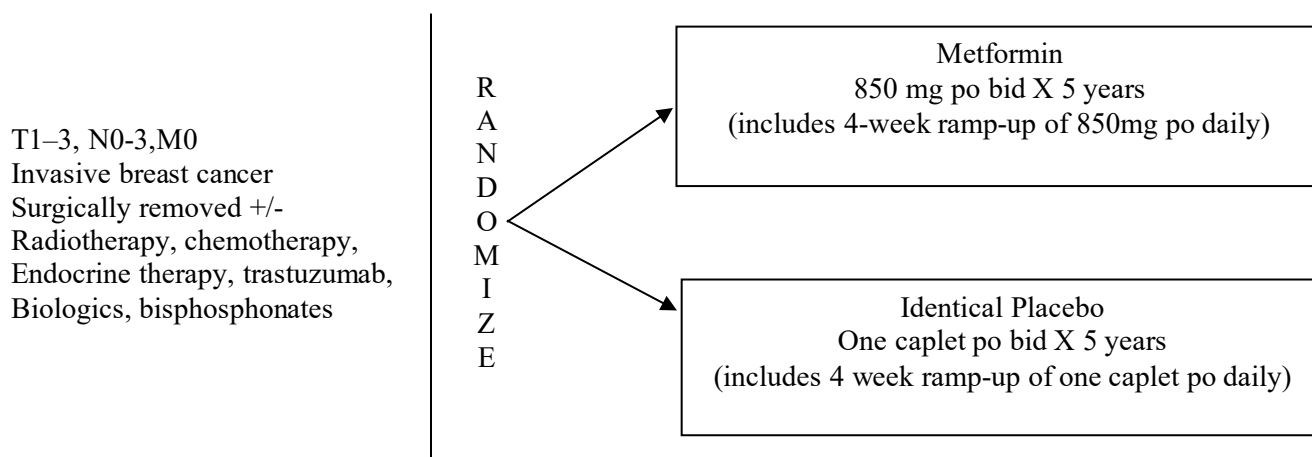 T1–3, N0-3,M0
Invasive breast cancer
Surgically removed +/-
Radiotherapy, chemotherapy,
Endocrine therapy, trastuzumab,
Biologics, bisphosphonates
R
A
N
D
O
M
I
Z
E
Metformin
850 mg po bid X 5 years
(includes 4-week ramp-up of 850mg po daily)
Identical Placebo
One caplet po bid X 5 years
(includes 4 week ramp-up of one caplet po daily)